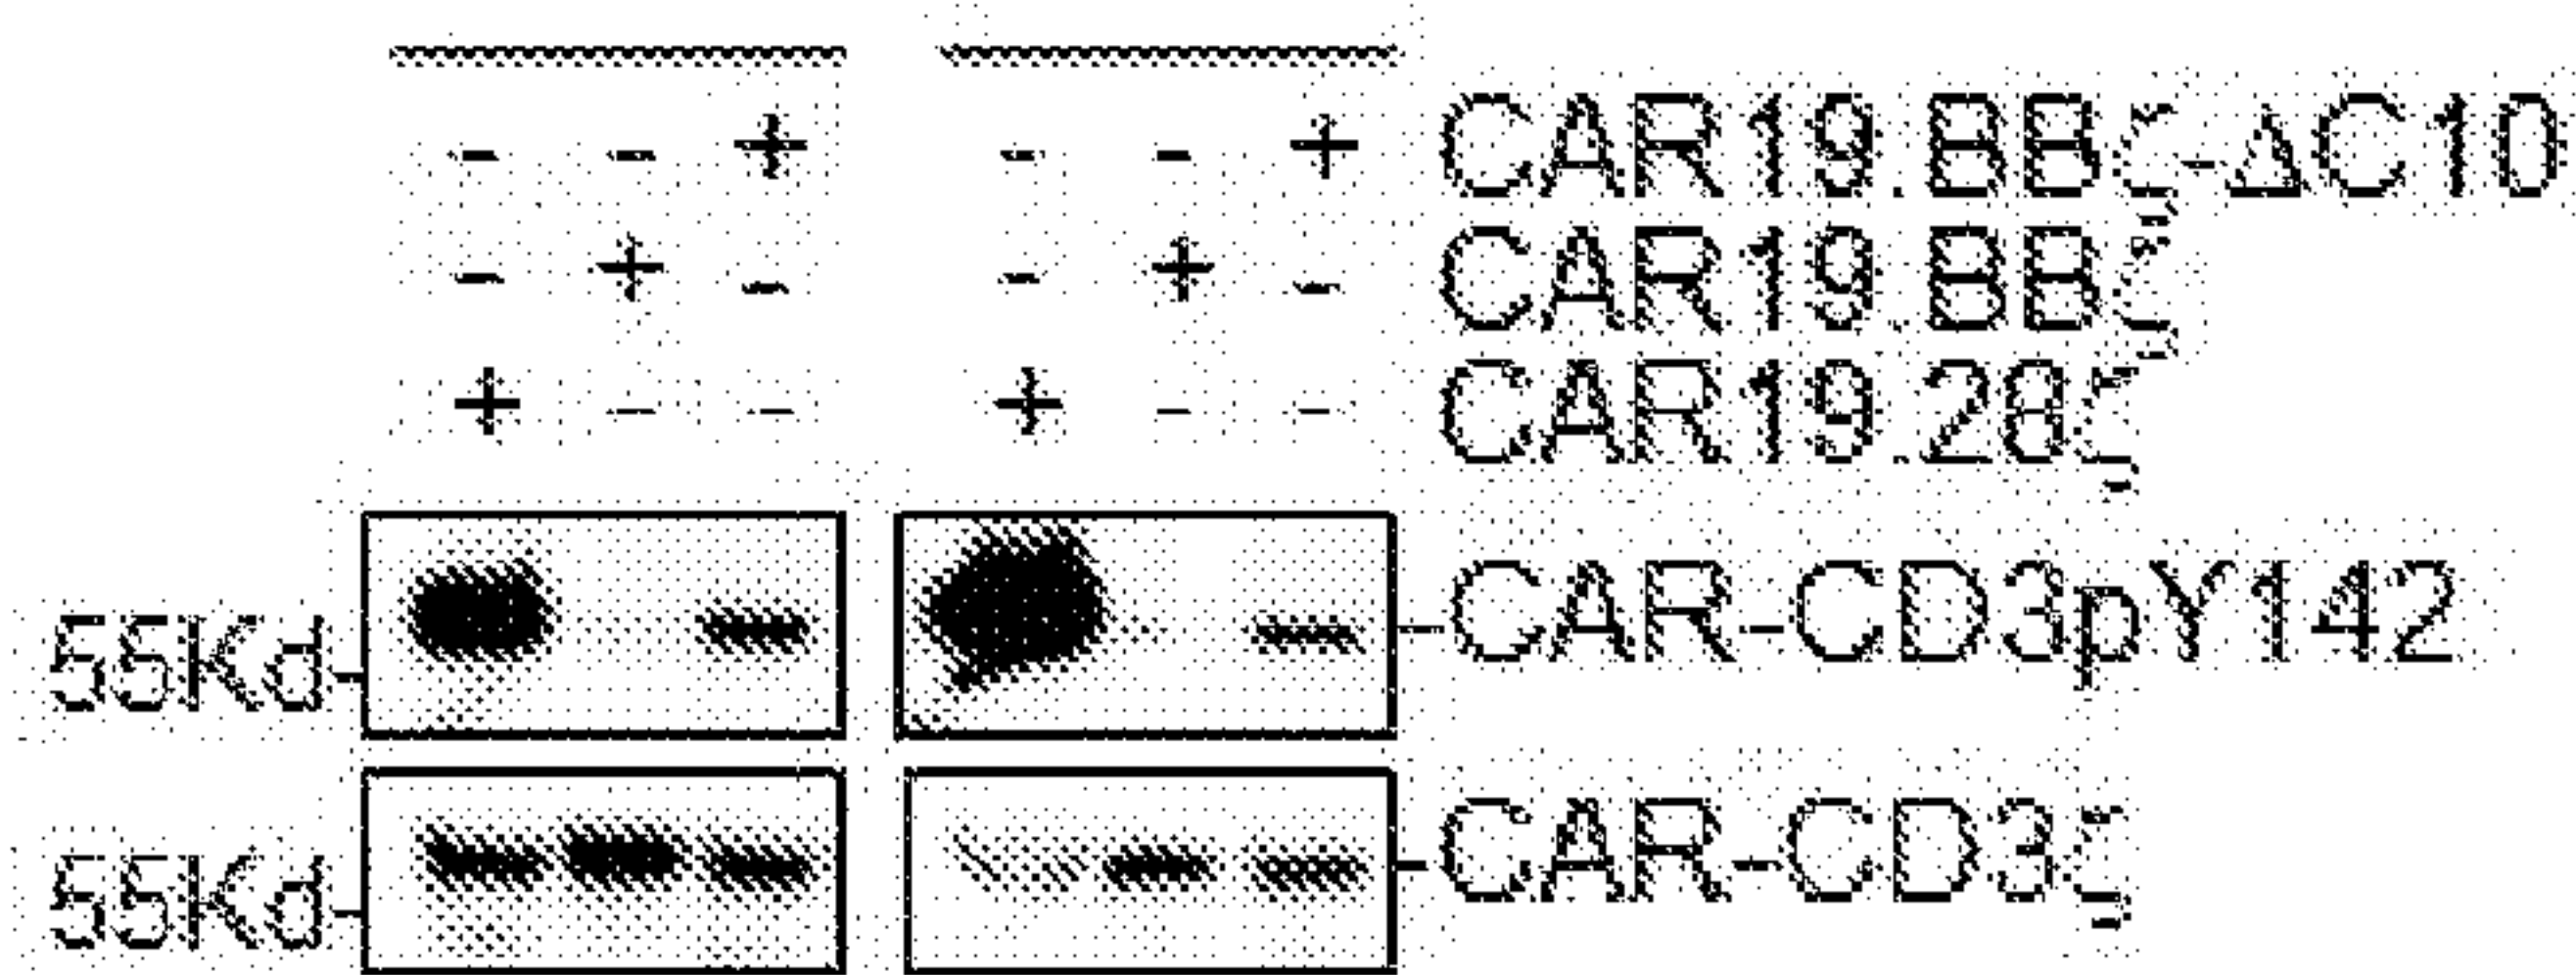 - - + - - + CAR19.BBζ-ΔC10
- + - - + - CAR19.BBζ
+ - - + - - CAR19.28ζ
55Kd CAR-CD3pY142
55Kd CAR-CD3ζ